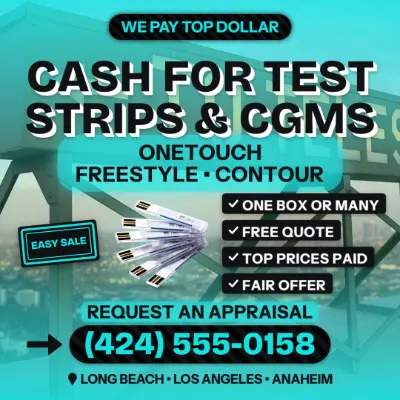 WE PAY TOP DOLLAR
CASH FOR TEST
STRIPS & CGMS
ONETOUCH
FREESTYLE • CONTOUR
ONE BOX OR MANY
FREE QUOTE
EASY SALE
TOP PRICES PAID
FAIR OFFER
REQUEST AN APPRAISAL
(424) 555-0158
LONG BEACH • LOS ANGELES • ANAHEIM